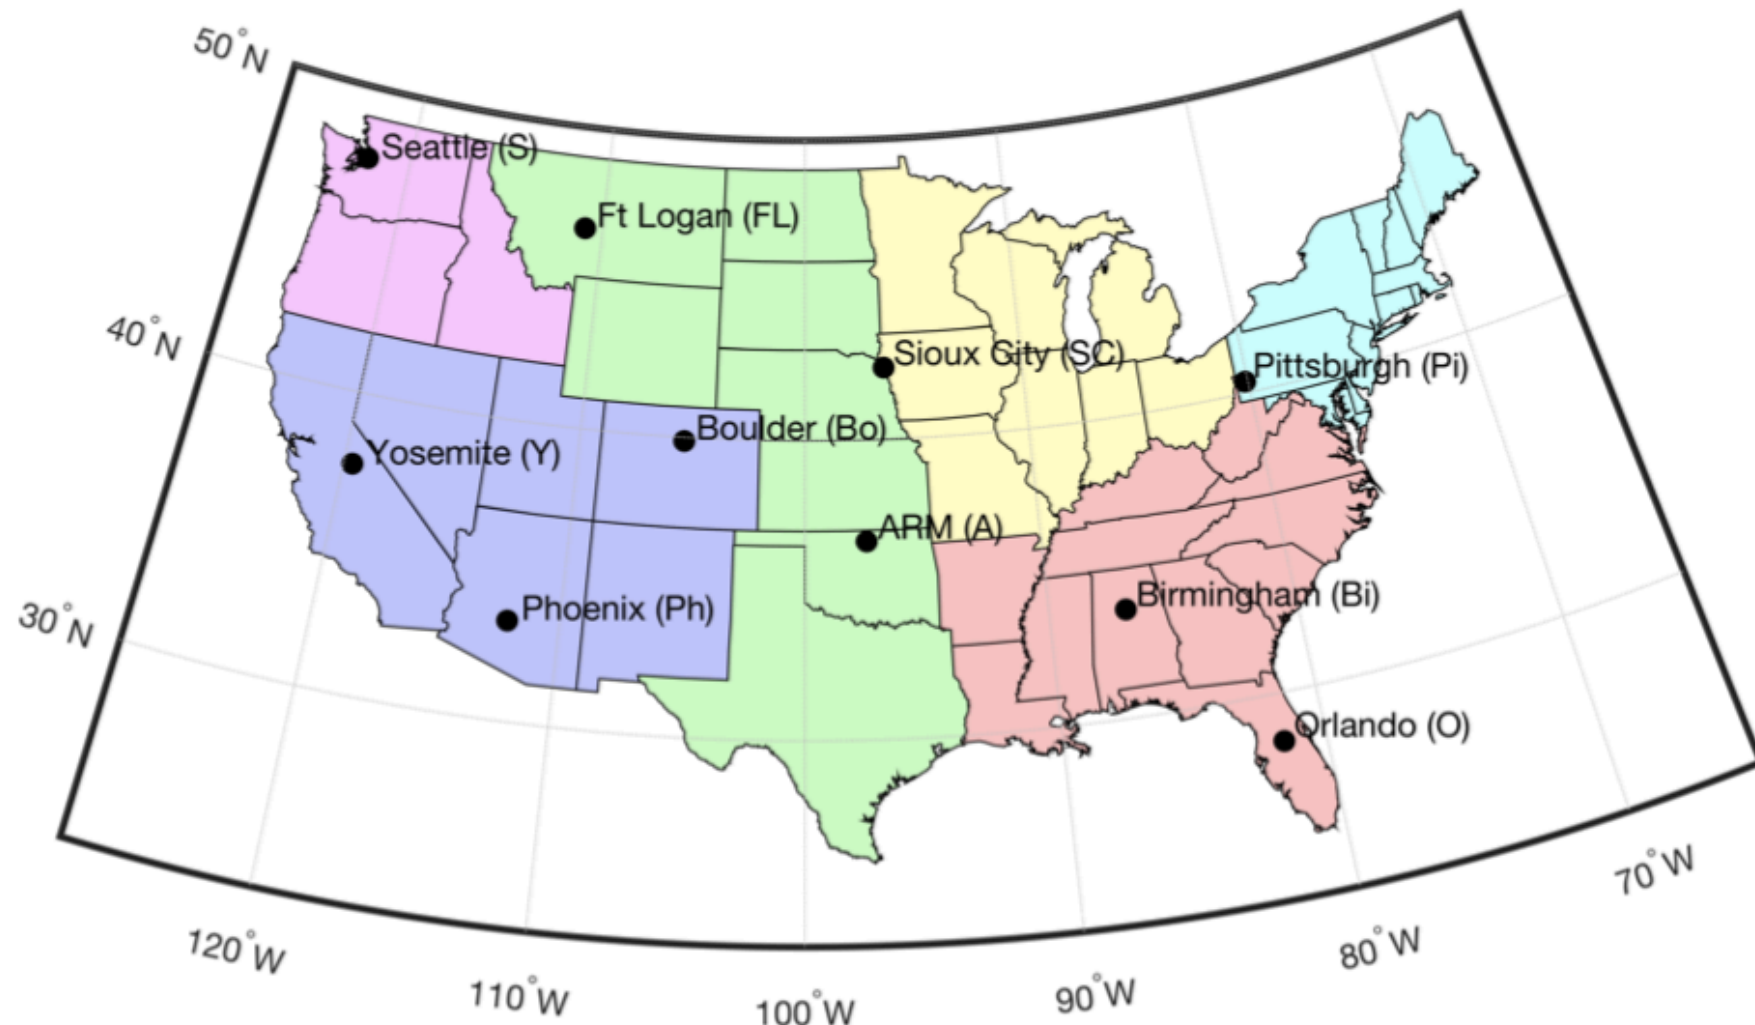 50°N
Seattle (S)
Ft Logan (FL)
40°N
Sioux City (SC)
Pittsburgh (Pi)
Boulder (Bo)
Yosemite (Y)
ARM (A)
30°N
Phoenix (Ph)
Birmingham (Bi)
Orlando (O)
120°W
110°W
100°W
90°W
80°W
70°W